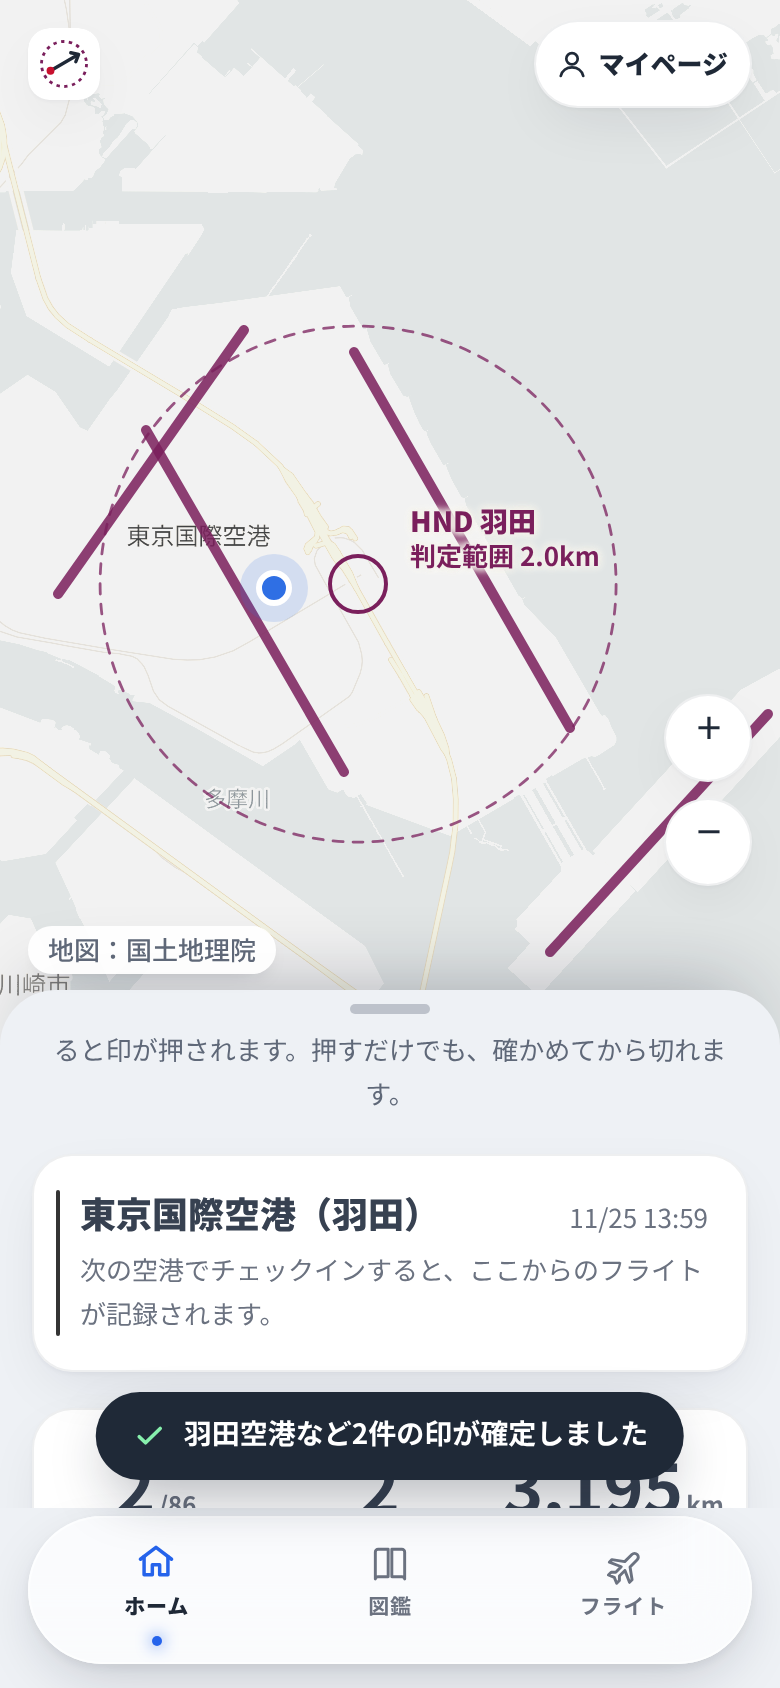 マイページ
東京国際空港
HND 羽田
判定範囲 2.0km
多摩川
地図：国土地理院
川崎市
ると印が押されます。押すだけでも、確かめてから切れま
す。
東京国際空港（羽田）
11/25 13:59
次の空港でチェックインすると、ここからのフライト
が記録されます。
羽田空港など2件の印が確定しました
2/86
2
3,195km
ホーム
図鑑
フライト